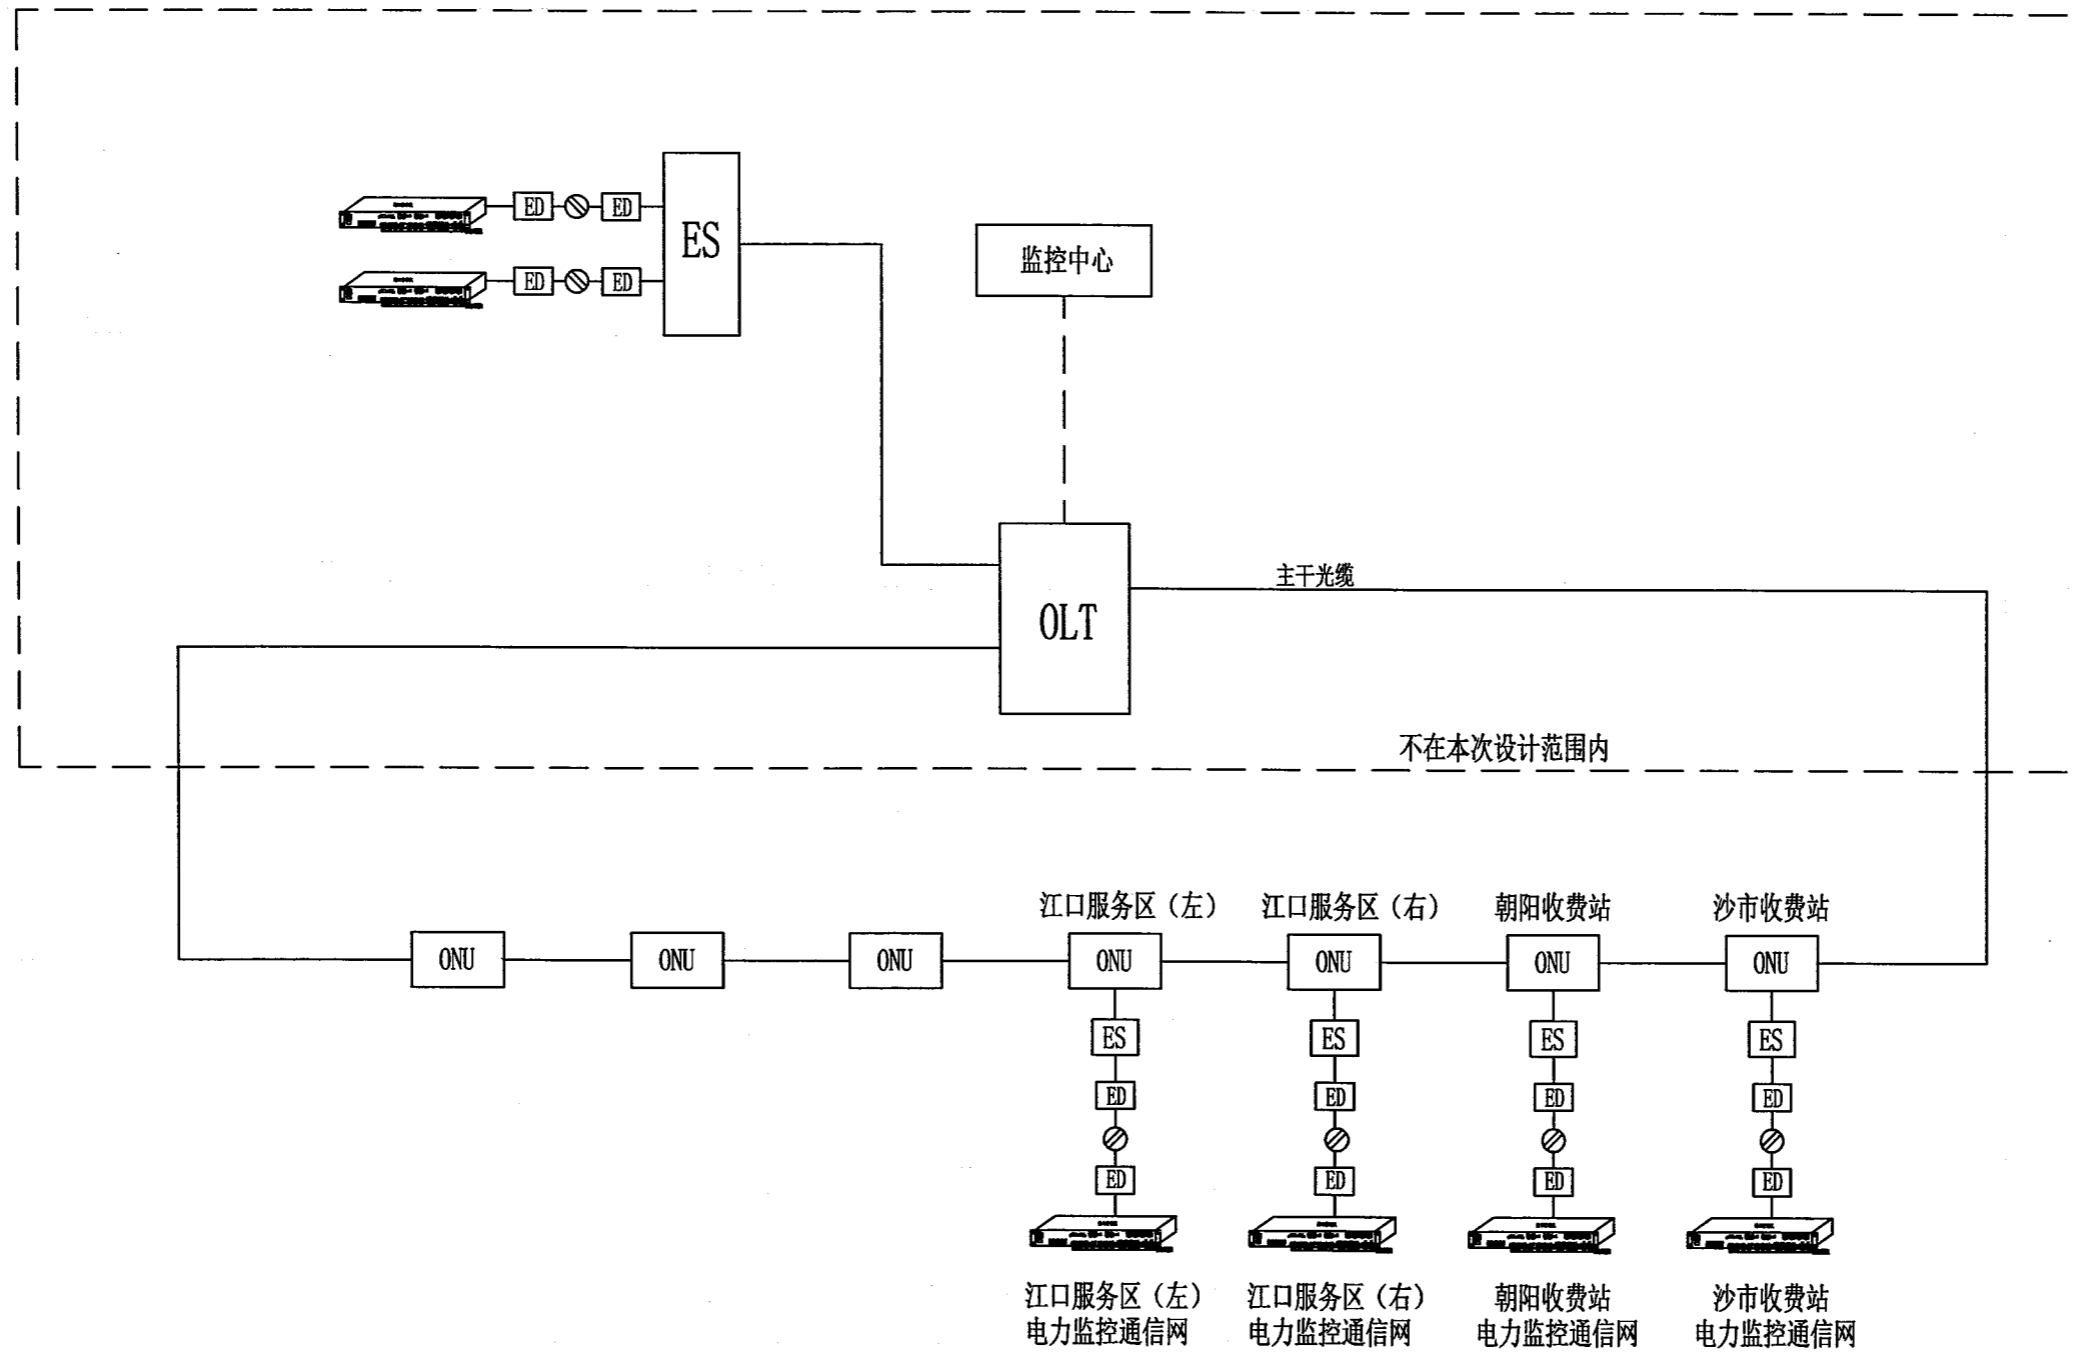 ED
ED
ES
ED
ED
监控中心
主干光缆
OLT
不在本次设计范围内
江口服务区（左）
江口服务区（右）
朝阳收费站
沙市收费站
ONU
ONU
ONU
ONU
ONU
ONU
ONU
ES
ES
ES
ES
ED
ED
ED
ED
ED
ED
ED
ED
江口服务区（左）
电力监控通信网
江口服务区（右）
电力监控通信网
朝阳收费站
电力监控通信网
沙市收费站
电力监控通信网